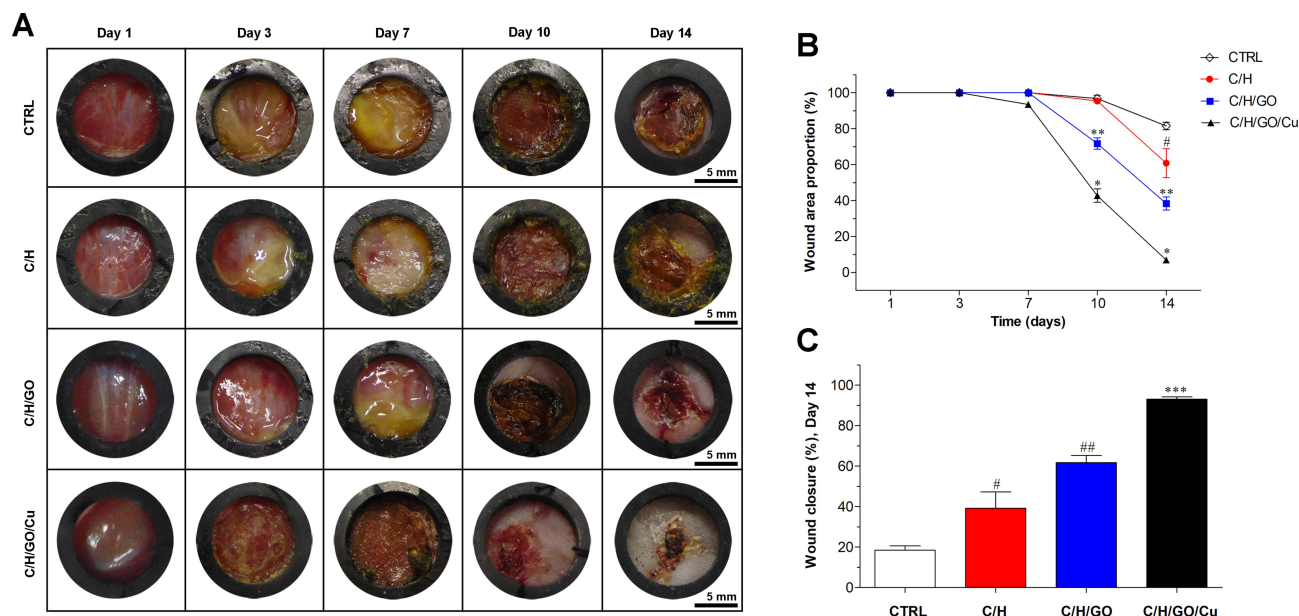 A
Day 1 Day 3 Day 7 Day 10 Day 14
CTRL
5 mm
C/H
5 mm
C/H/GO
5 mm
C/H/GO/Cu
5 mm
B
CTRL
C/H
C/H/GO
C/H/GO/Cu
Wound area proportion (%)
100
80
60
40
20
0
**
*
#
**
*
1 3 7 10 14
Time (days)
C
Wound closure (%), Day 14
100
80
60
40
20
0
#
##
***
CTRL C/H C/H/GO C/H/GO/Cu